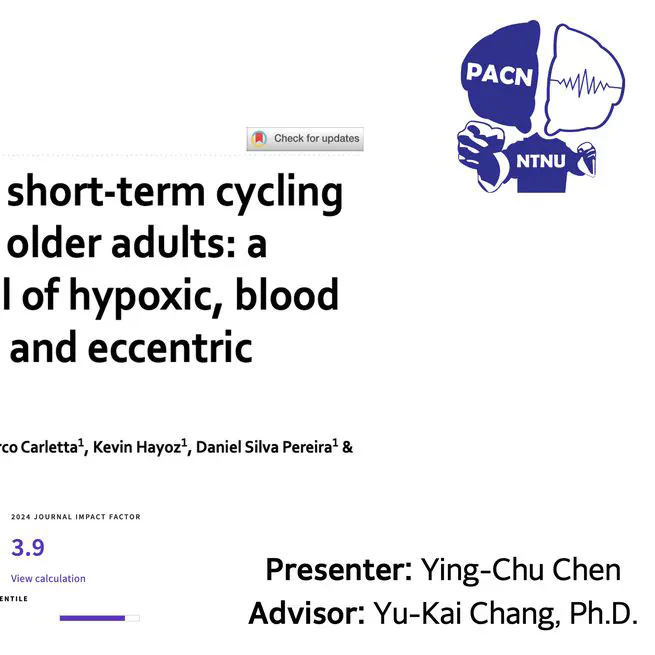 PACN
NTNU
Check for updates
short-term cycling
older adults: a
l of hypoxic, blood
and eccentric
rco Carletta1, Kevin Hayoz1, Daniel Silva Pereira1 &
2024 JOURNAL IMPACT FACTOR
3.9
View calculation
ENTILE
Presenter: Ying-Chu Chen
Advisor: Yu-Kai Chang, Ph.D.